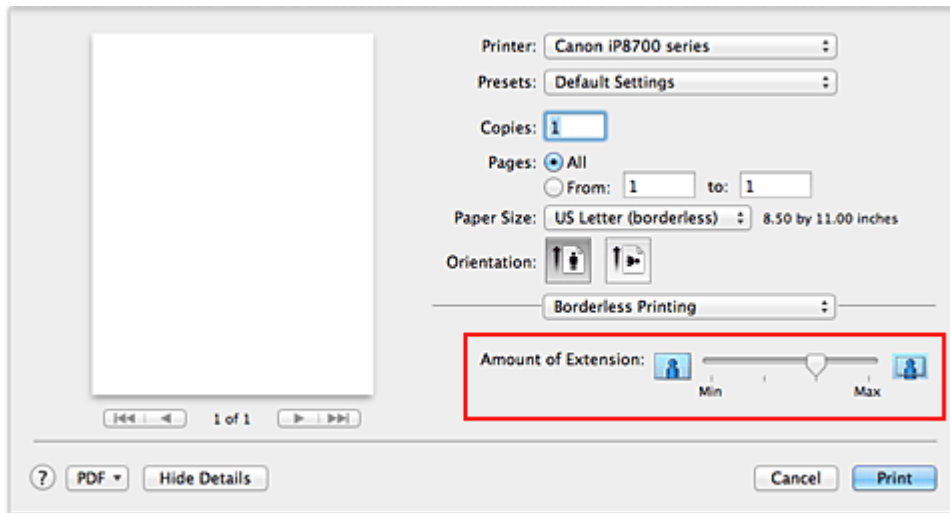 Printer: Canon iP8700 series
Presets: Default Settings
Copies: 1
Pages: All
From: 1 to: 1
Paper Size: US Letter (borderless) 8.50 by 11.00 inches
Orientation:
Borderless Printing
Amount of Extension:
Min Max
1 of 1
? PDF Hide Details Cancel Print